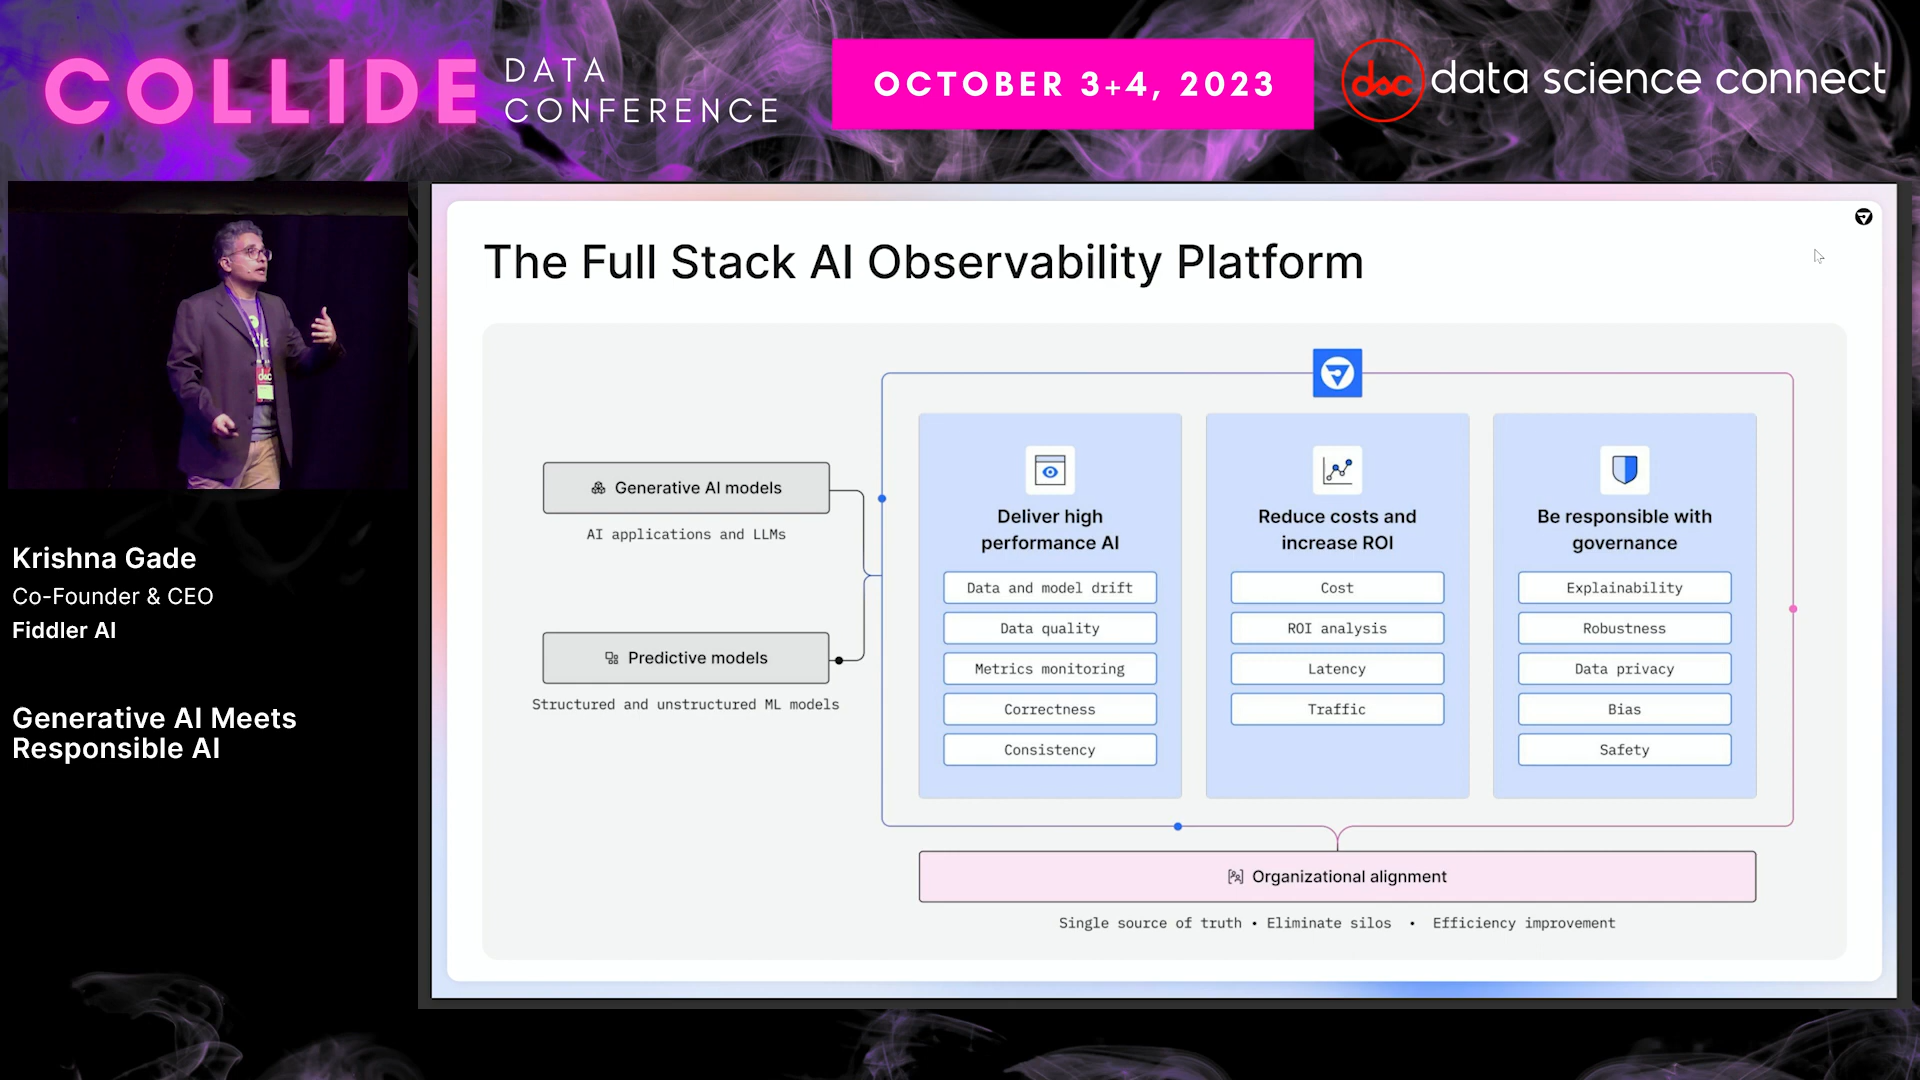 COLLIDE
DATA
CONFERENCE
OCTOBER 3+4, 2023
dsc data science connect
The Full Stack AI Observability Platform
Generative AI models
AI applications and LLMs
Predictive models
Structured and unstructured ML models
Deliver high
performance AI
Data and model drift
Data quality
Metrics monitoring
Correctness
Consistency
Reduce costs and
increase ROI
Cost
ROI analysis
Latency
Traffic
Be responsible with
governance
Explainability
Robustness
Data privacy
Bias
Safety
Organizational alignment
Single source of truth • Eliminate silos • Efficiency improvement
Krishna Gade
Co-Founder & CEO
Fiddler AI
Generative AI Meets
Responsible AI
dsc